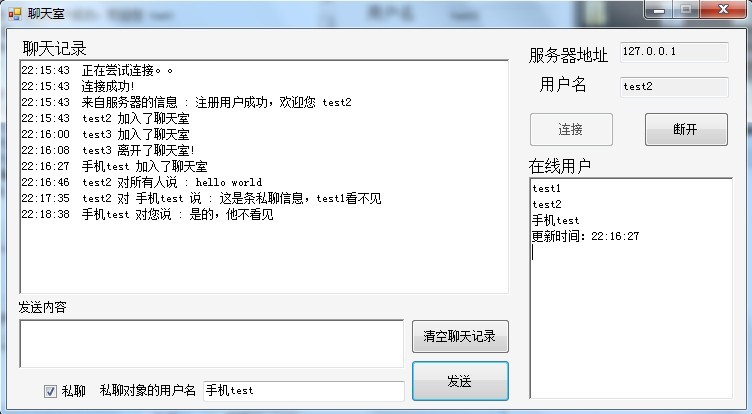 聊天室
聊天记录
22:15:43 正在尝试连接。。
22:15:43 连接成功!
22:15:43 来自服务器的信息 : 注册用户成功，欢迎您 test2
22:15:43 test2 加入了聊天室
22:16:00 test3 加入了聊天室
22:16:08 test3 离开了聊天室!
22:16:27 手机test 加入了聊天室
22:16:46 test2 对所有人说 : hello world
22:17:35 test2 对 手机test 说 : 这是条私聊信息，test1看不见
22:18:38 手机test 对您说 : 是的，他不看见
发送内容
清空聊天记录
发送
私聊 私聊对象的用户名 手机test
服务器地址 127.0.0.1
用户名 test2
连接 断开
在线用户
test1
test2
手机test
更新时间：22:16:27